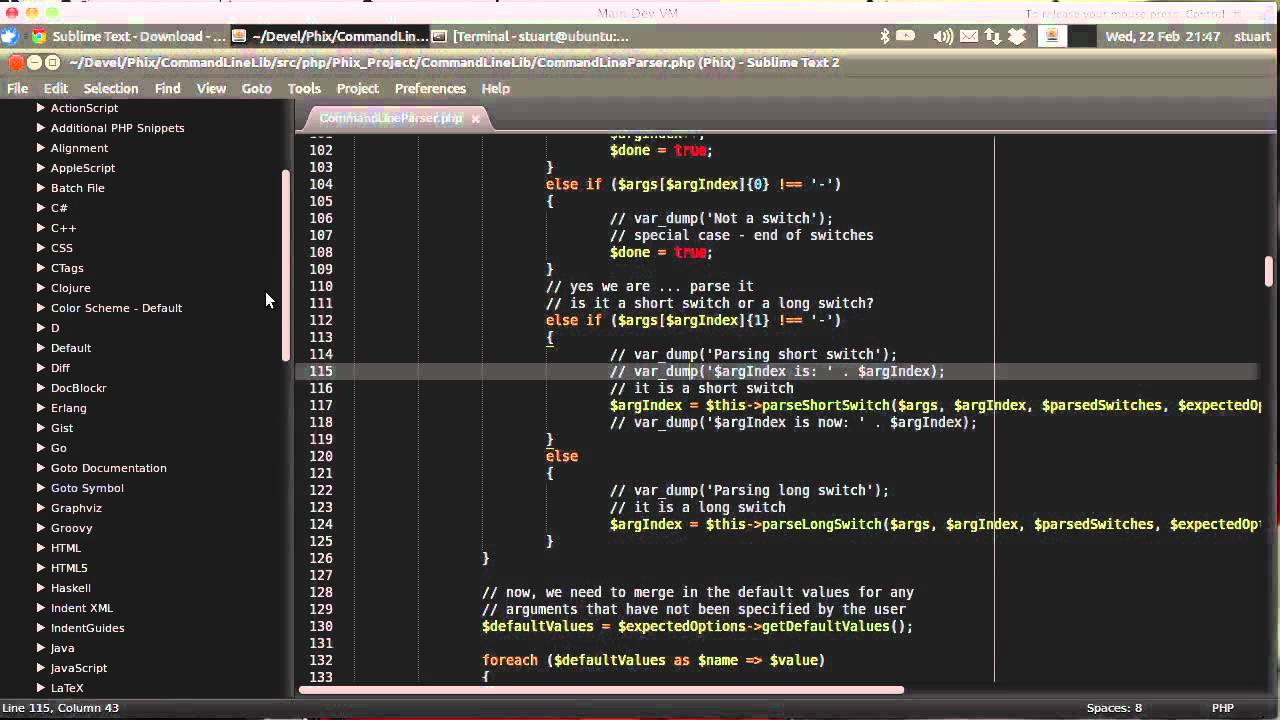 Main Dev VM
To release your mouse press: Control
Sublime Text - Download - ...
~/Devel/Phix/CommandLin...
[Terminal - stuart@ubuntu:...
Wed, 22 Feb 21:47 stuart
~/Devel/Phix/CommandLineLib/src/php/Phix_Project/CommandLineLib/CommandLineParser.php (Phix) - Sublime Text 2
File Edit Selection Find View Goto Tools Project Preferences Help
ActionScript
Additional PHP Snippets
Alignment
AppleScript
Batch File
C#
C++
CSS
CTags
Clojure
Color Scheme - Default
D
Default
Diff
DocBlockr
Erlang
Gist
Go
Goto Documentation
Goto Symbol
Graphviz
Groovy
HTML
HTML5
Haskell
Indent XML
IndentGuides
Java
JavaScript
LaTeX
CommandLineParser.php
102 $done = true;
103 }
104 else if ($args[$argIndex]{0} !== '-')
105 {
106 // var_dump('Not a switch');
107 // special case - end of switches
108 $done = true;
109 }
110 // yes we are ... parse it
111 // is it a short switch or a long switch?
112 else if ($args[$argIndex]{1} !== '-')
113 {
114 // var_dump('Parsing short switch');
115 // var_dump('$argIndex is: ' . $argIndex);
116 // it is a short switch
117 $argIndex = $this->parseShortSwitch($args, $argIndex, $parsedSwitches, $expectedOp
118 // var_dump('$argIndex is now: ' . $argIndex);
119 }
120 else
121 {
122 // var_dump('Parsing long switch');
123 // it is a long switch
124 $argIndex = $this->parseLongSwitch($args, $argIndex, $parsedSwitches, $expectedOpt
125 }
126 }
127
128 // now, we need to merge in the default values for any
129 // arguments that have not been specified by the user
130 $defaultValues = $expectedOptions->getDefaultValues();
131
132 foreach ($defaultValues as $name => $value)
133 {
Line 115, Column 43
Spaces: 8 PHP